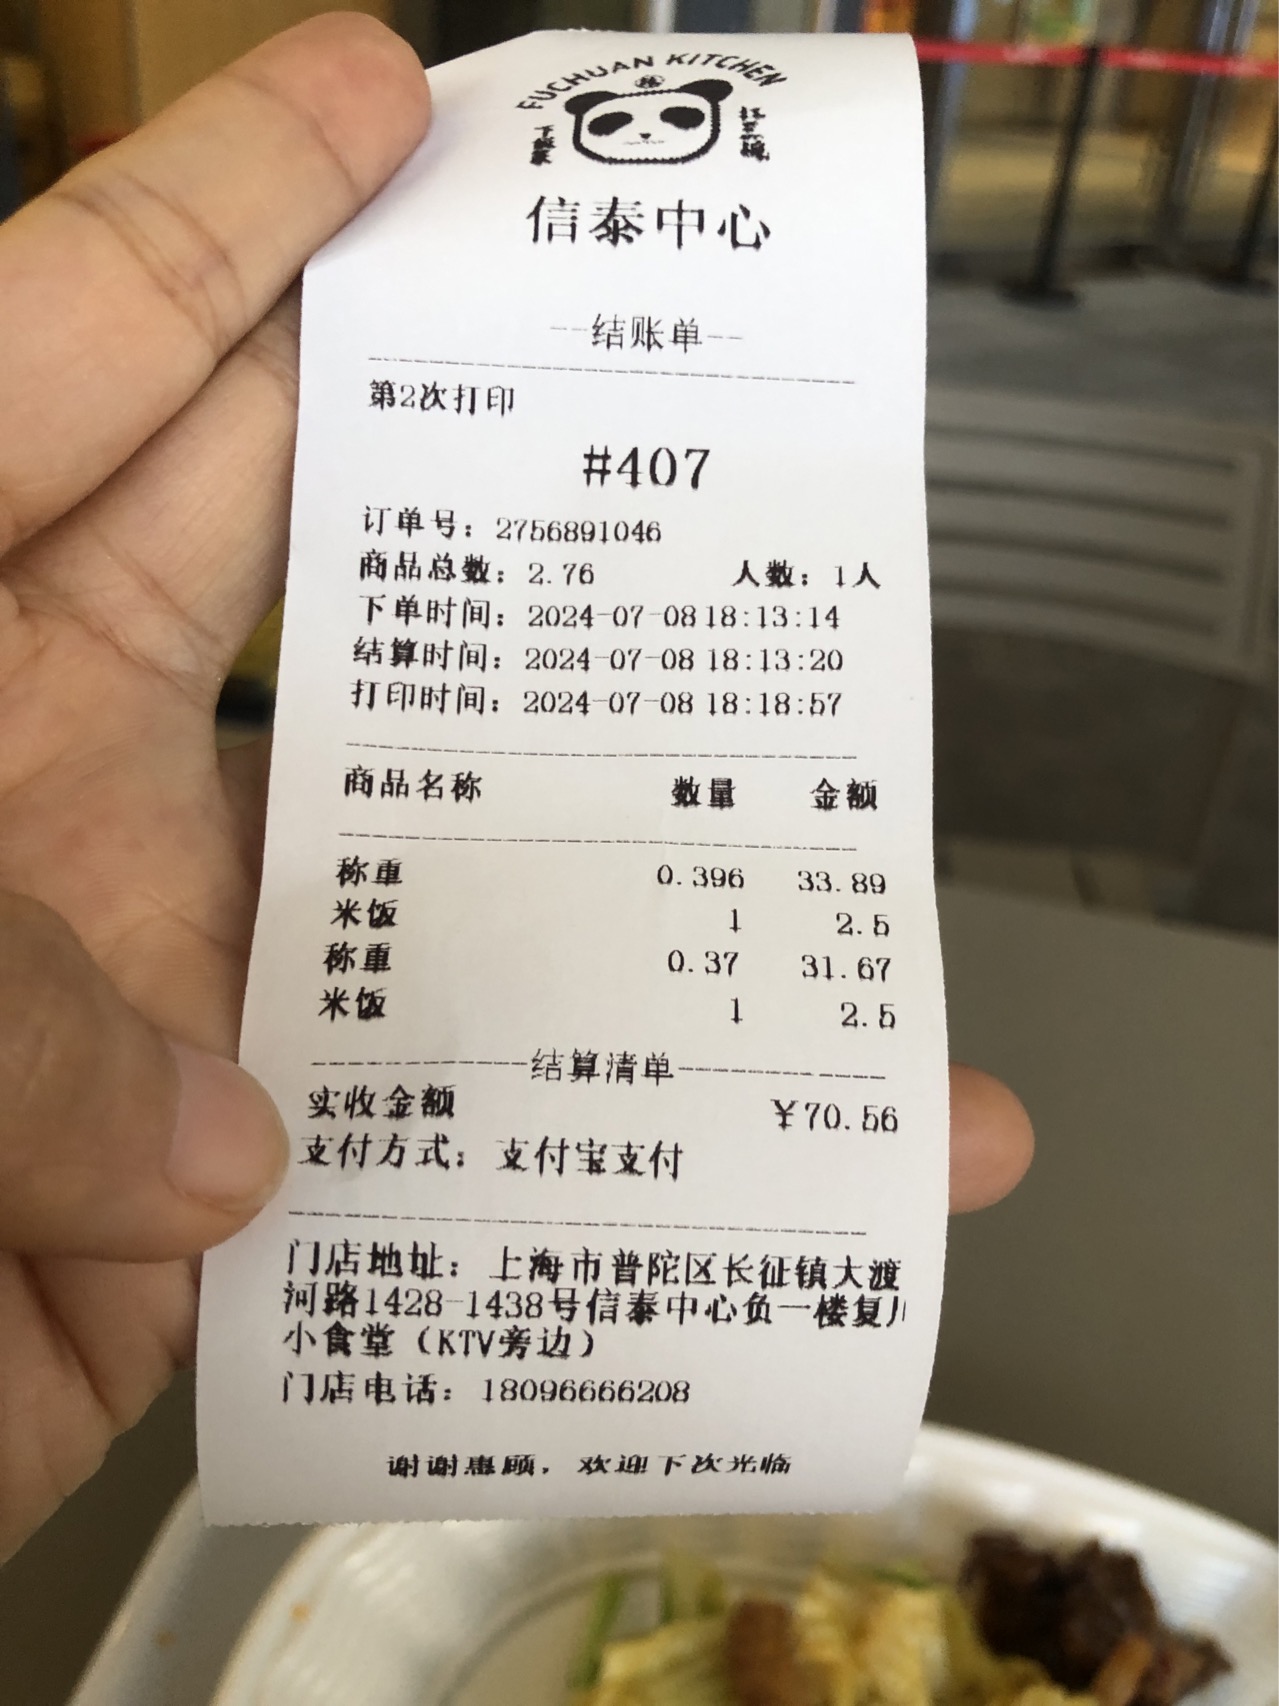 FUCHUAN KITCHEN
信泰中心
--结账单--
第2次打印
#407
订单号：2756891046
商品总数：2.76 人数：1人
下单时间：2024-07-08 18:13:14
结算时间：2024-07-08 18:13:20
打印时间：2024-07-08 18:18:57
商品名称 数量 金额
称重 0.396 33.89
米饭 1 2.5
称重 0.37 31.67
米饭 1 2.5
结算清单
实收金额 ¥70.56
支付方式：支付宝支付
门店地址：上海市普陀区长征镇大渡
河路1428-1438号信泰中心负一楼复川
小食堂（KTV旁边）
门店电话：18096666208
谢谢惠顾，欢迎下次光临